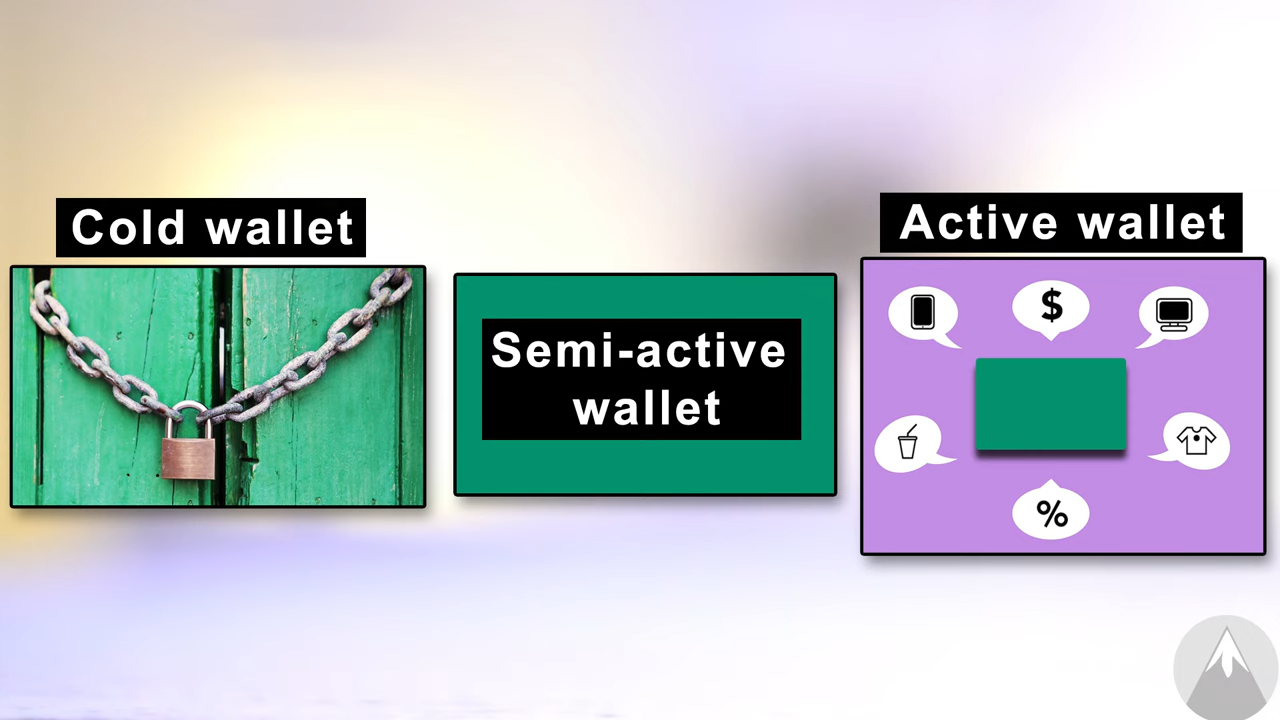 Cold wallet
Semi-active
wallet
Active wallet
$
%